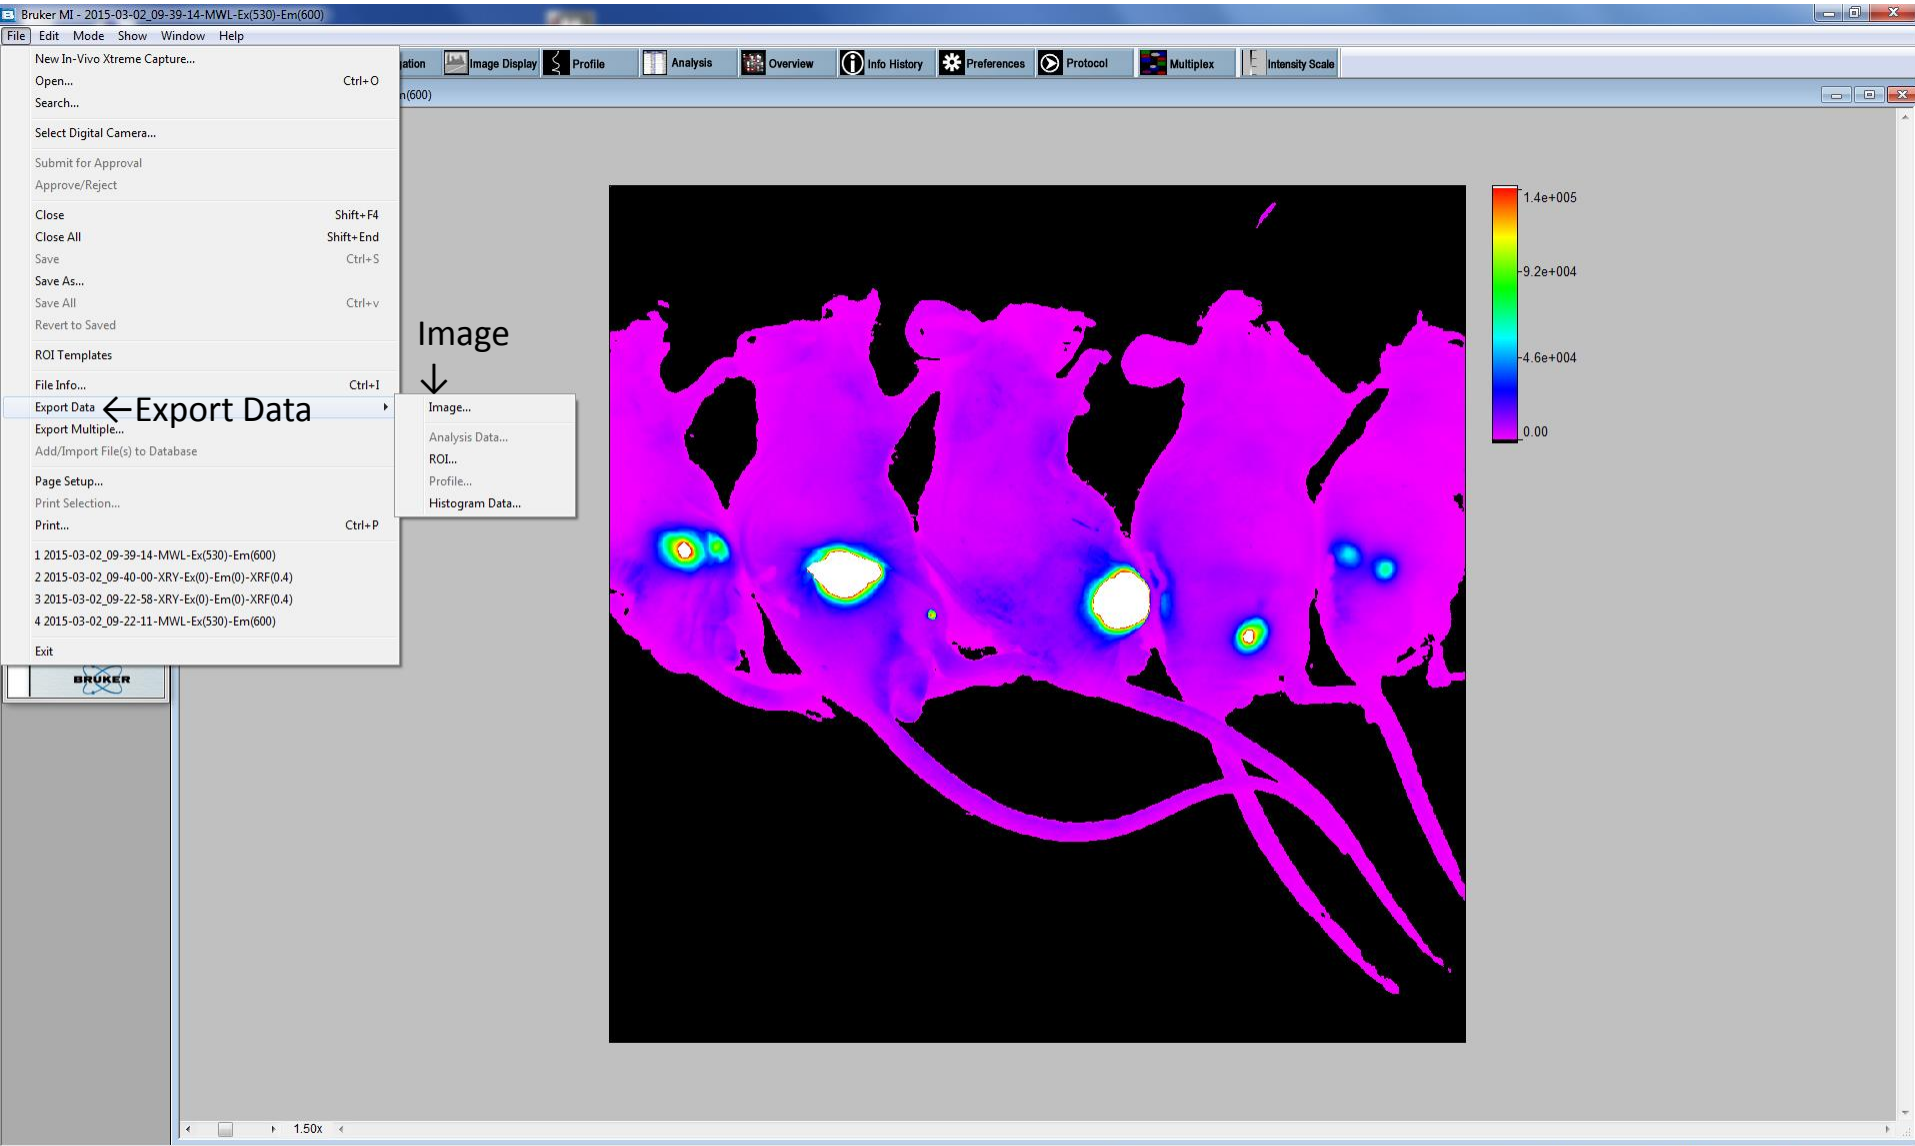 Bruker MI - 2015-03-02_09-39-14-MWL-Ex(530)-Em(600)
File Edit Mode Show Window Help
Image Display Profile Analysis Overview Info History Preferences Protocol Multiplex Intensity Scale
New In-Vivo Xtreme Capture...
Open... Ctrl+O
Search...
Select Digital Camera...
Submit for Approval
Approve/Reject
Close Shift+F4
Close All Shift+End
Save Ctrl+S
Save As...
Save All Ctrl+v
Revert to Saved
ROI Templates
File Info... Ctrl+I
Export Data ←Export Data
Export Multiple...
Add/Import File(s) to Database
Page Setup...
Print Selection...
Print... Ctrl+P
1 2015-03-02_09-39-14-MWL-Ex(530)-Em(600)
2 2015-03-02_09-40-00-XRY-Ex(0)-Em(0)-XRF(0.4)
3 2015-03-02_09-22-58-XRY-Ex(0)-Em(0)-XRF(0.4)
4 2015-03-02_09-22-11-MWL-Ex(530)-Em(600)
Exit
BRUKER
Image
↓
Image...
Analysis Data...
ROI...
Profile...
Histogram Data...
1.4e+005
9.2e+004
4.6e+004
0.00
1.50x